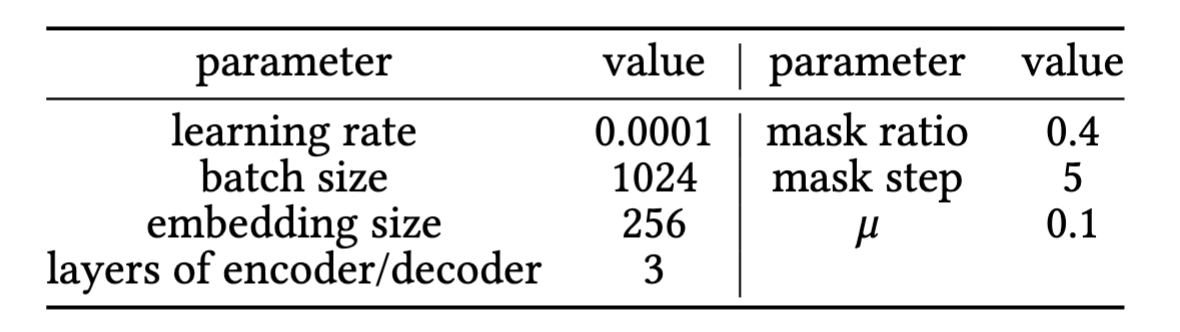 parameter value parameter value
learning rate 0.0001 mask ratio 0.4
batch size 1024 mask step 5
embedding size 256 μ 0.1
layers of encoder/decoder 3